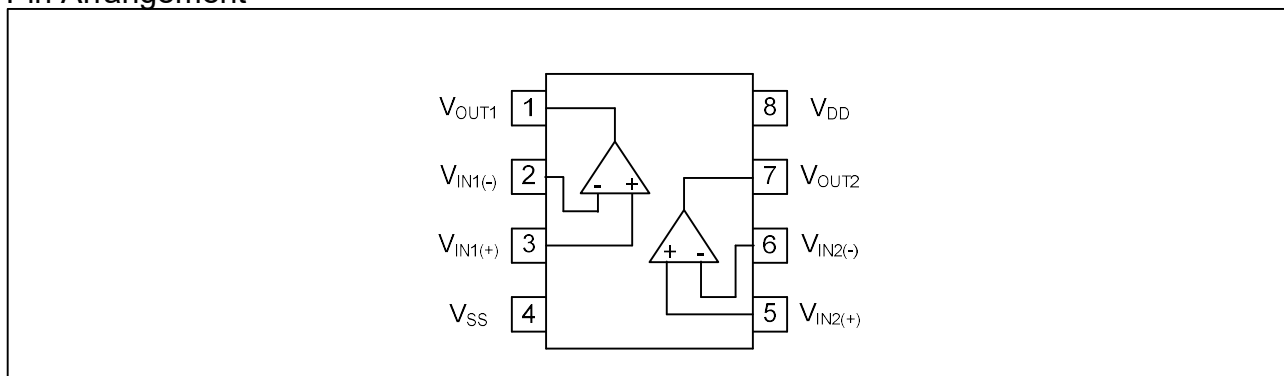 Pin Arrangement
VOUT1 1 8 VDD
VIN1(-) 2 - + 7 VOUT2
VIN1(+) 3 + - 6 VIN2(-)
VSS 4 5 VIN2(+)